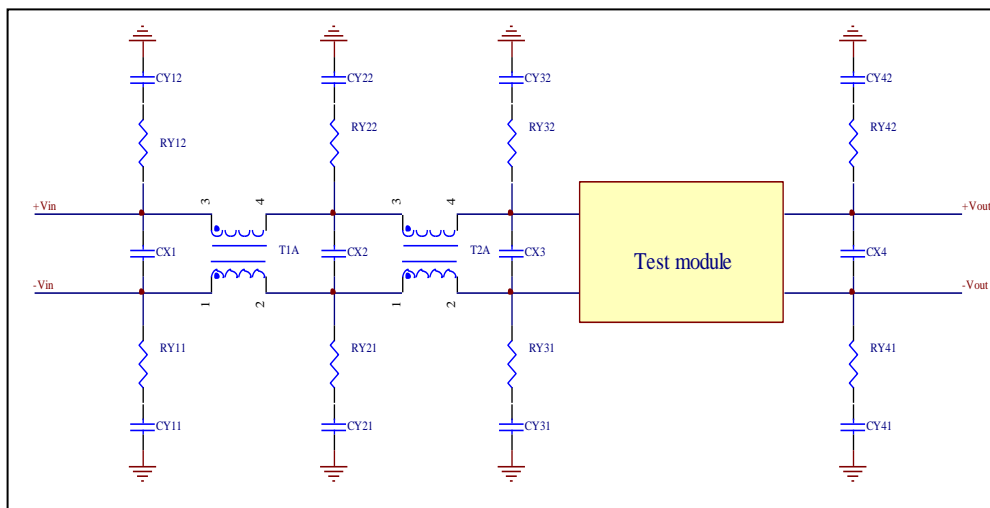 CY12 CY22 CY32 CY42
RY12 RY22 RY32 RY42
3 4 3 4
+Vin +Vout
CX1 T1A CX2 T2A CX3 Test module CX4
-Vin -Vout
1 2 1 2
RY11 RY21 RY31 RY41
CY11 CY21 CY31 CY41